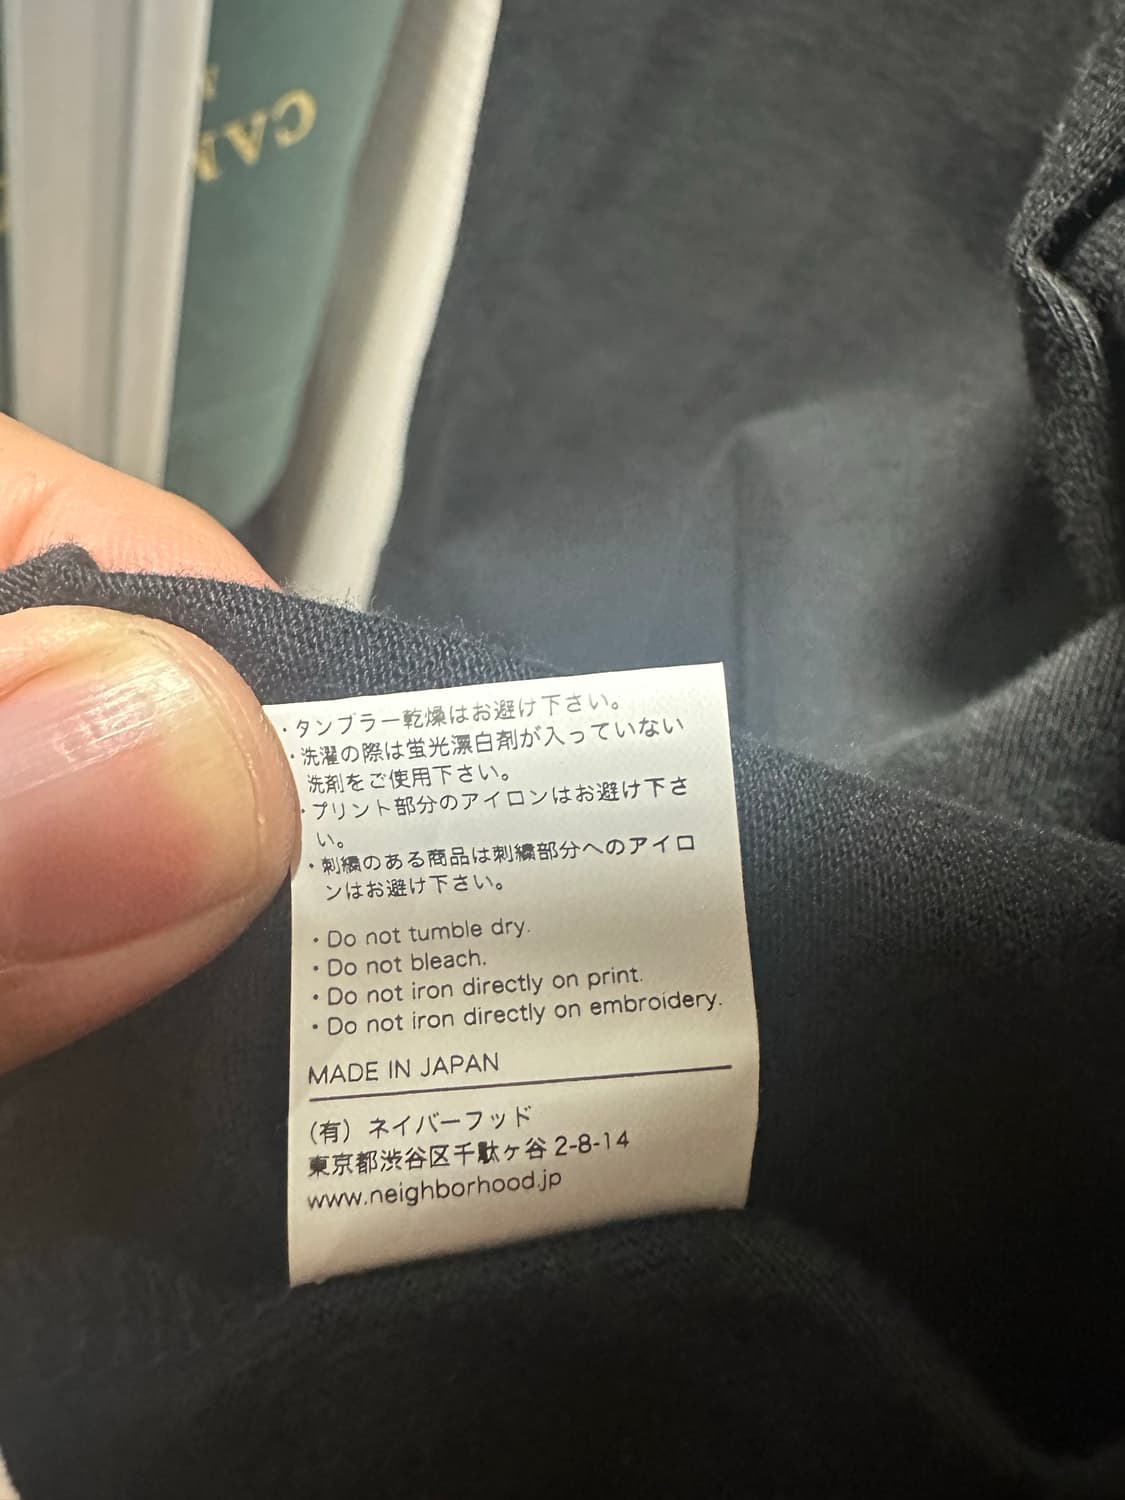 CAM
・タンブラー乾燥はお避け下さい。
・洗濯の際は蛍光漂白剤が入っていない
洗剤をご使用下さい。
・プリント部分のアイロンはお避け下さ
い。
・刺繍のある商品は刺繍部分へのアイロ
ンはお避け下さい。
・Do not tumble dry.
・Do not bleach.
・Do not iron directly on print.
・Do not iron directly on embroidery.
MADE IN JAPAN
(有) ネイバーフッド
東京都渋谷区千駄ヶ谷 2-8-14
www.neighborhood.jp